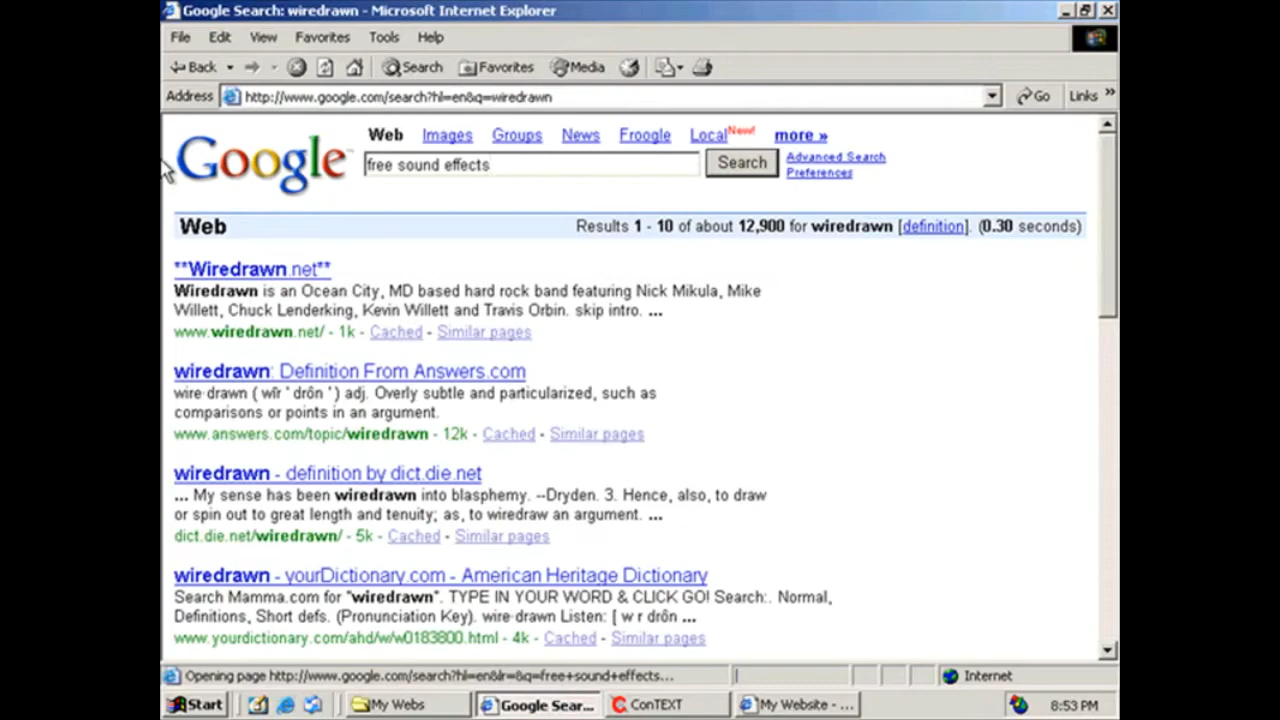 Google Search: wiredrawn - Microsoft Internet Explorer
File Edit View Favorites Tools Help
Back Search Favorites Media
Address http://www.google.com/search?hl=en&q=wiredrawn Go Links »
Web Images Groups News Froogle Local New! more »
Google™ free sound effects Search Advanced Search
Preferences
Web Results 1 - 10 of about 12,900 for wiredrawn [definition]. (0.30 seconds)
**Wiredrawn.net**
Wiredrawn is an Ocean City, MD based hard rock band featuring Nick Mikula, Mike
Willett, Chuck Lenderking, Kevin Willett and Travis Orbin. skip intro. ...
www.wiredrawn.net/ - 1k - Cached - Similar pages
wiredrawn: Definition From Answers.com
wire·drawn ( wīr ' drôn ' ) adj. Overly subtle and particularized, such as
comparisons or points in an argument.
www.answers.com/topic/wiredrawn - 12k - Cached - Similar pages
wiredrawn - definition by dict.die.net
... My sense has been wiredrawn into blasphemy. --Dryden. 3. Hence, also, to draw
or spin out to great length and tenuity; as, to wiredraw an argument. ...
dict.die.net/wiredrawn/ - 5k - Cached - Similar pages
wiredrawn - yourDictionary.com - American Heritage Dictionary
Search Mamma.com for "wiredrawn". TYPE IN YOUR WORD & CLICK GO! Search:. Normal,
Definitions, Short defs. (Pronunciation Key). wire·drawn Listen: [ w r drôn ...
www.yourdictionary.com/ahd/w/w0183800.html - 4k - Cached - Similar pages
Opening page http://www.google.com/search?hl=en&lr=&q=free+sound+effects... Internet
Start My Webs Google Sear... ConTEXT My Website - ... 8:53 PM